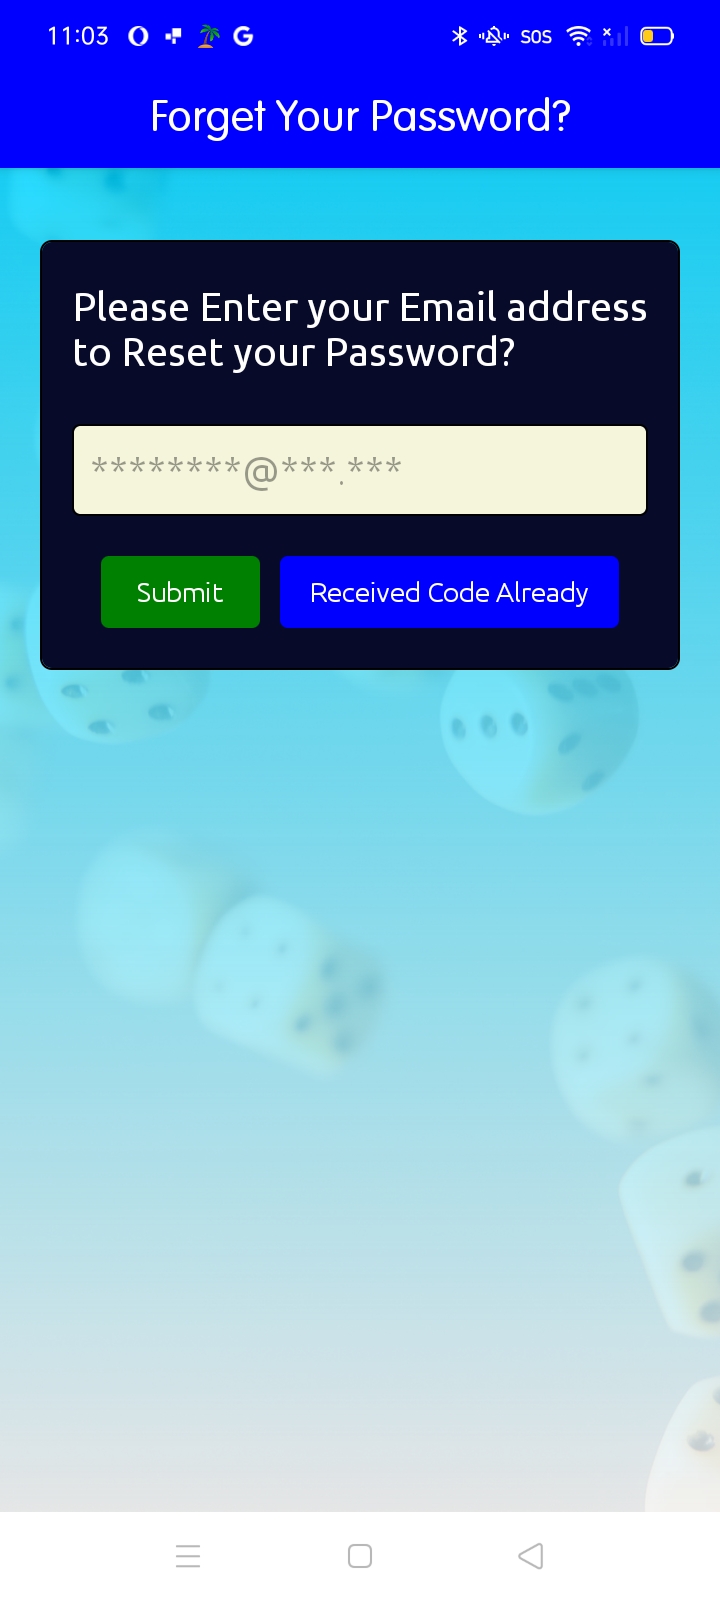 11:03 SOS
Forget Your Password?
Please Enter your Email address
to Reset your Password?
********@***.***
Submit Received Code Already